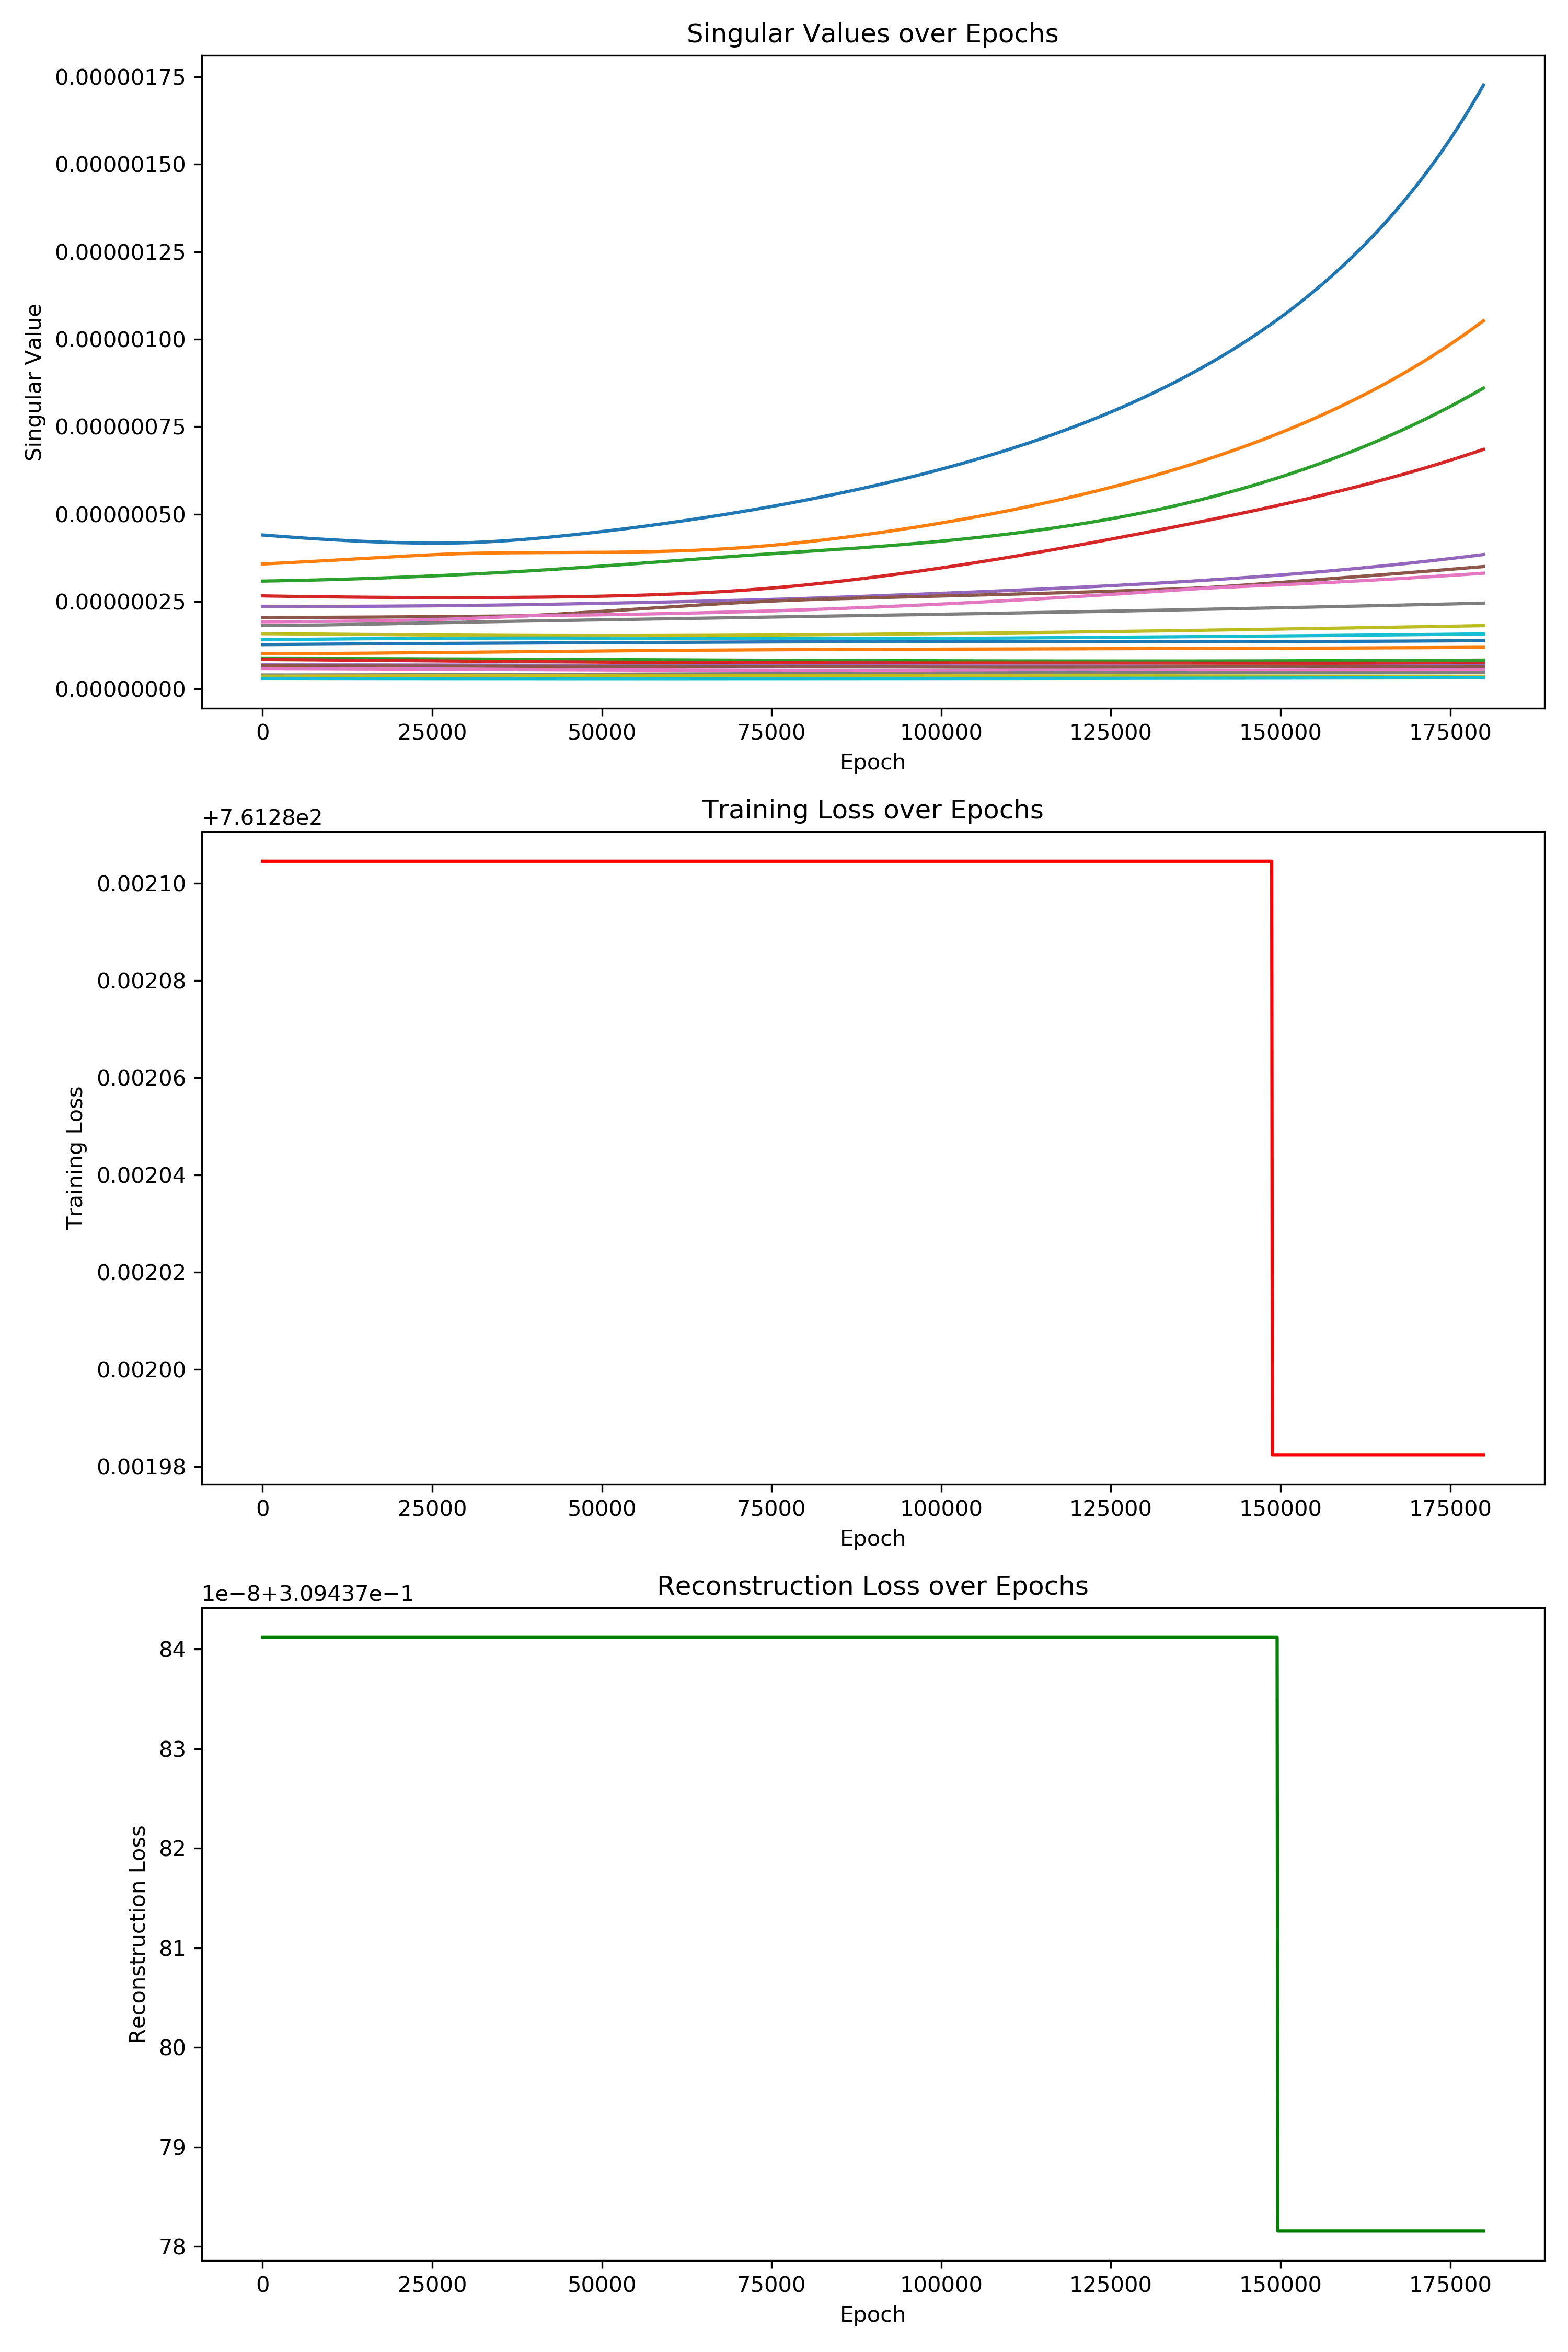 Singular Values over Epochs
0.00000175
0.00000150
0.00000125
0.00000100
0.00000075
0.00000050
0.00000025
0.00000000
Singular Value
0 25000 50000 75000 100000 125000 150000 175000
Epoch
+7.6128e2
Training Loss over Epochs
0.00210
0.00208
0.00206
0.00204
0.00202
0.00200
0.00198
Training Loss
0 25000 50000 75000 100000 125000 150000 175000
Epoch
1e−8+3.09437e−1
Reconstruction Loss over Epochs
84
83
82
81
80
79
78
Reconstruction Loss
0 25000 50000 75000 100000 125000 150000 175000
Epoch